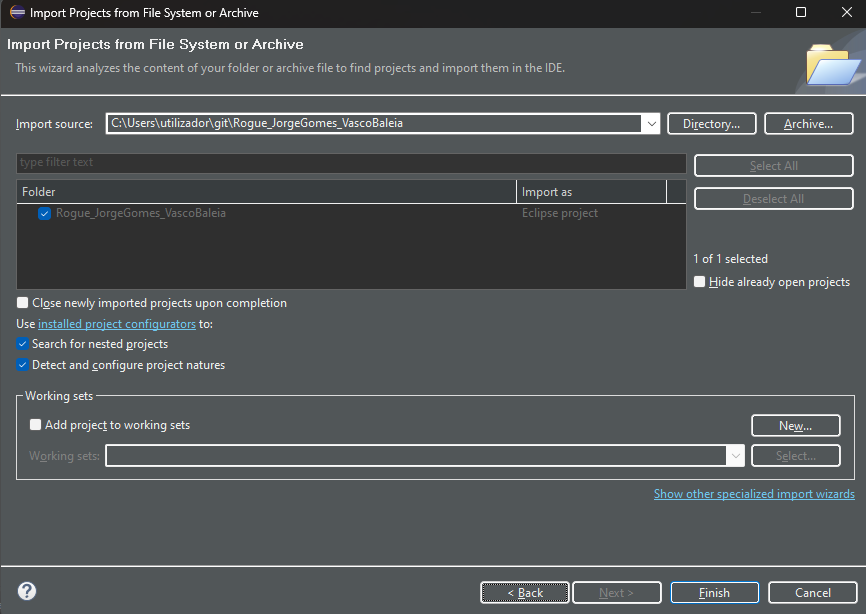 Import Projects from File System or Archive
Import Projects from File System or Archive
This wizard analyzes the content of your folder or archive file to find projects and import them in the IDE.
Import source: C:\Users\utilizador\git\Rogue_JorgeGomes_VascoBaleia Directory... Archive...
type filter text Select All
Folder Import as Deselect All
Rogue_JorgeGomes_VascoBaleia Eclipse project
1 of 1 selected
Hide already open projects
Close newly imported projects upon completion
Use installed project configurators to:
Search for nested projects
Detect and configure project natures
Working sets
Add project to working sets New...
Working sets: Select...
Show other specialized import wizards
? < Back Next > Finish Cancel